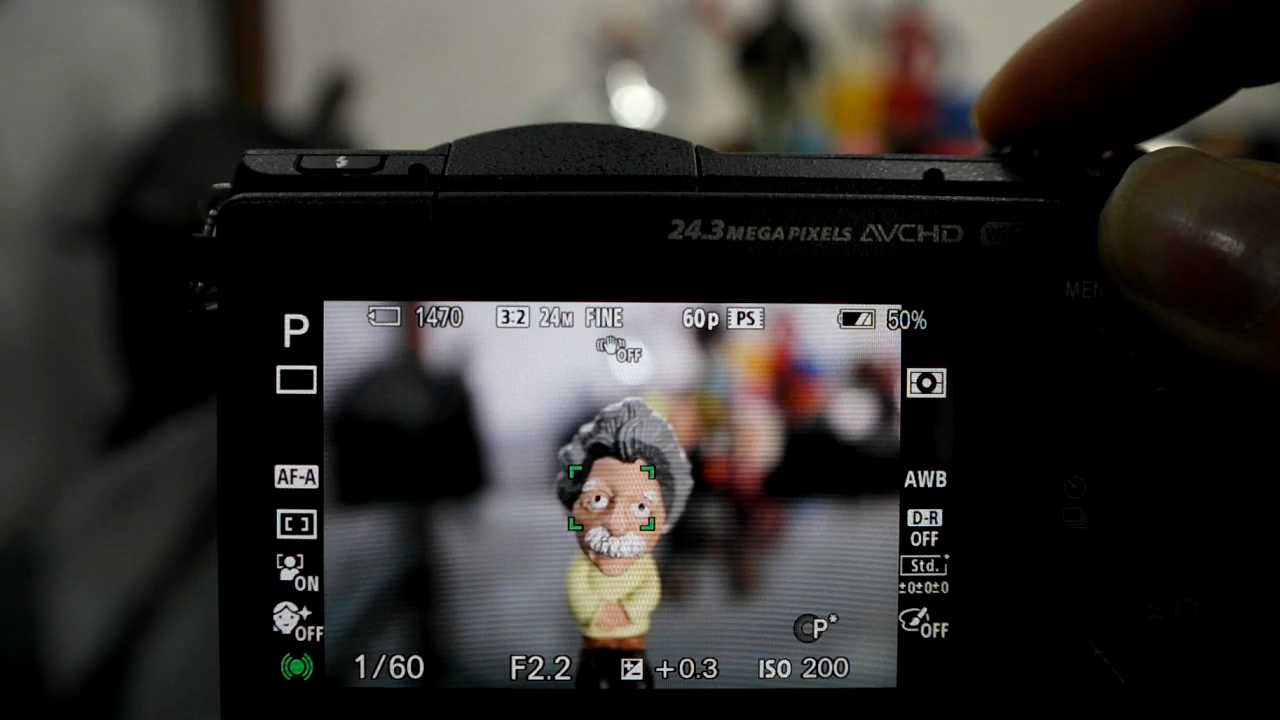 24.3 MEGA PIXELS AVCHD
MENU
P 1470 3:2 24M FINE 60p PS 50%
OFF
AF-A
AWB
D-R
OFF
ON
Std.
±0±0±0
OFF
OFF
P*
1/60 F2.2 +0.3 ISO 200